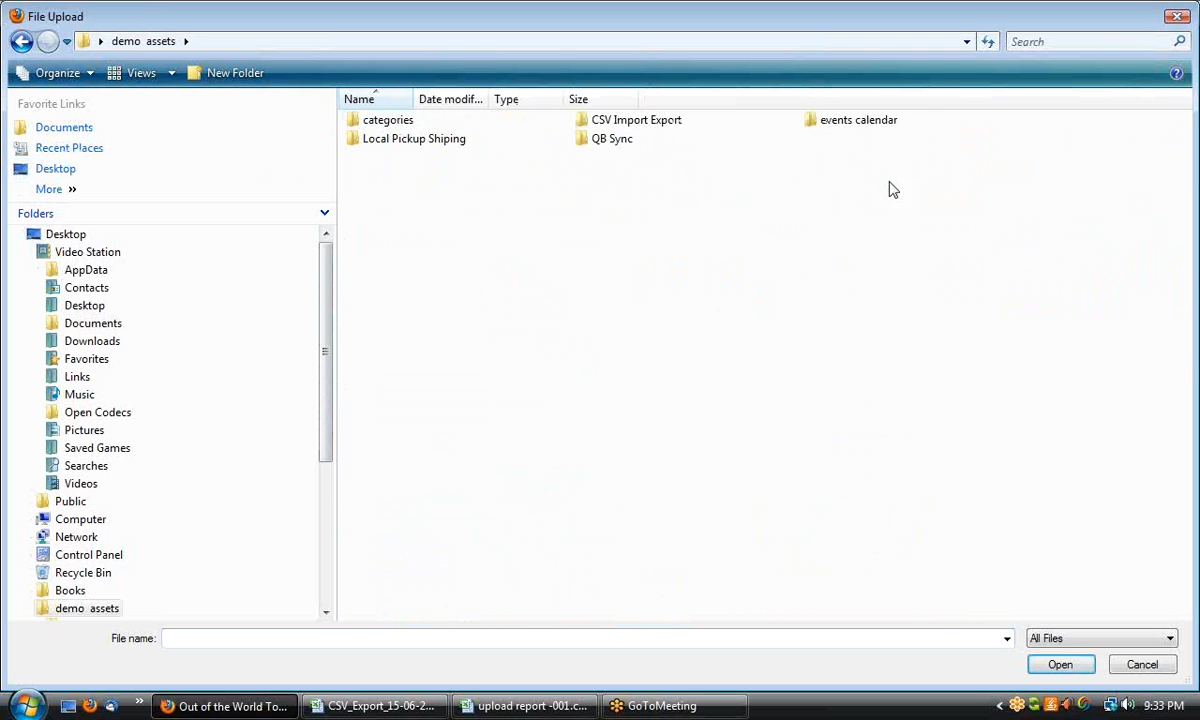 File Upload
demo assets
Search
Organize Views New Folder
Favorite Links
Documents
Recent Places
Desktop
More »
Folders
Desktop
Video Station
AppData
Contacts
Desktop
Documents
Downloads
Favorites
Links
Music
Open Codecs
Pictures
Saved Games
Searches
Videos
Public
Computer
Network
Control Panel
Recycle Bin
Books
demo assets
Name Date modif... Type Size
categories CSV Import Export events calendar
Local Pickup Shiping QB Sync
File name: All Files
Open Cancel
Out of the World To... CSV_Export_15-06-2... upload report -001.c... GoToMeeting 9:33 PM